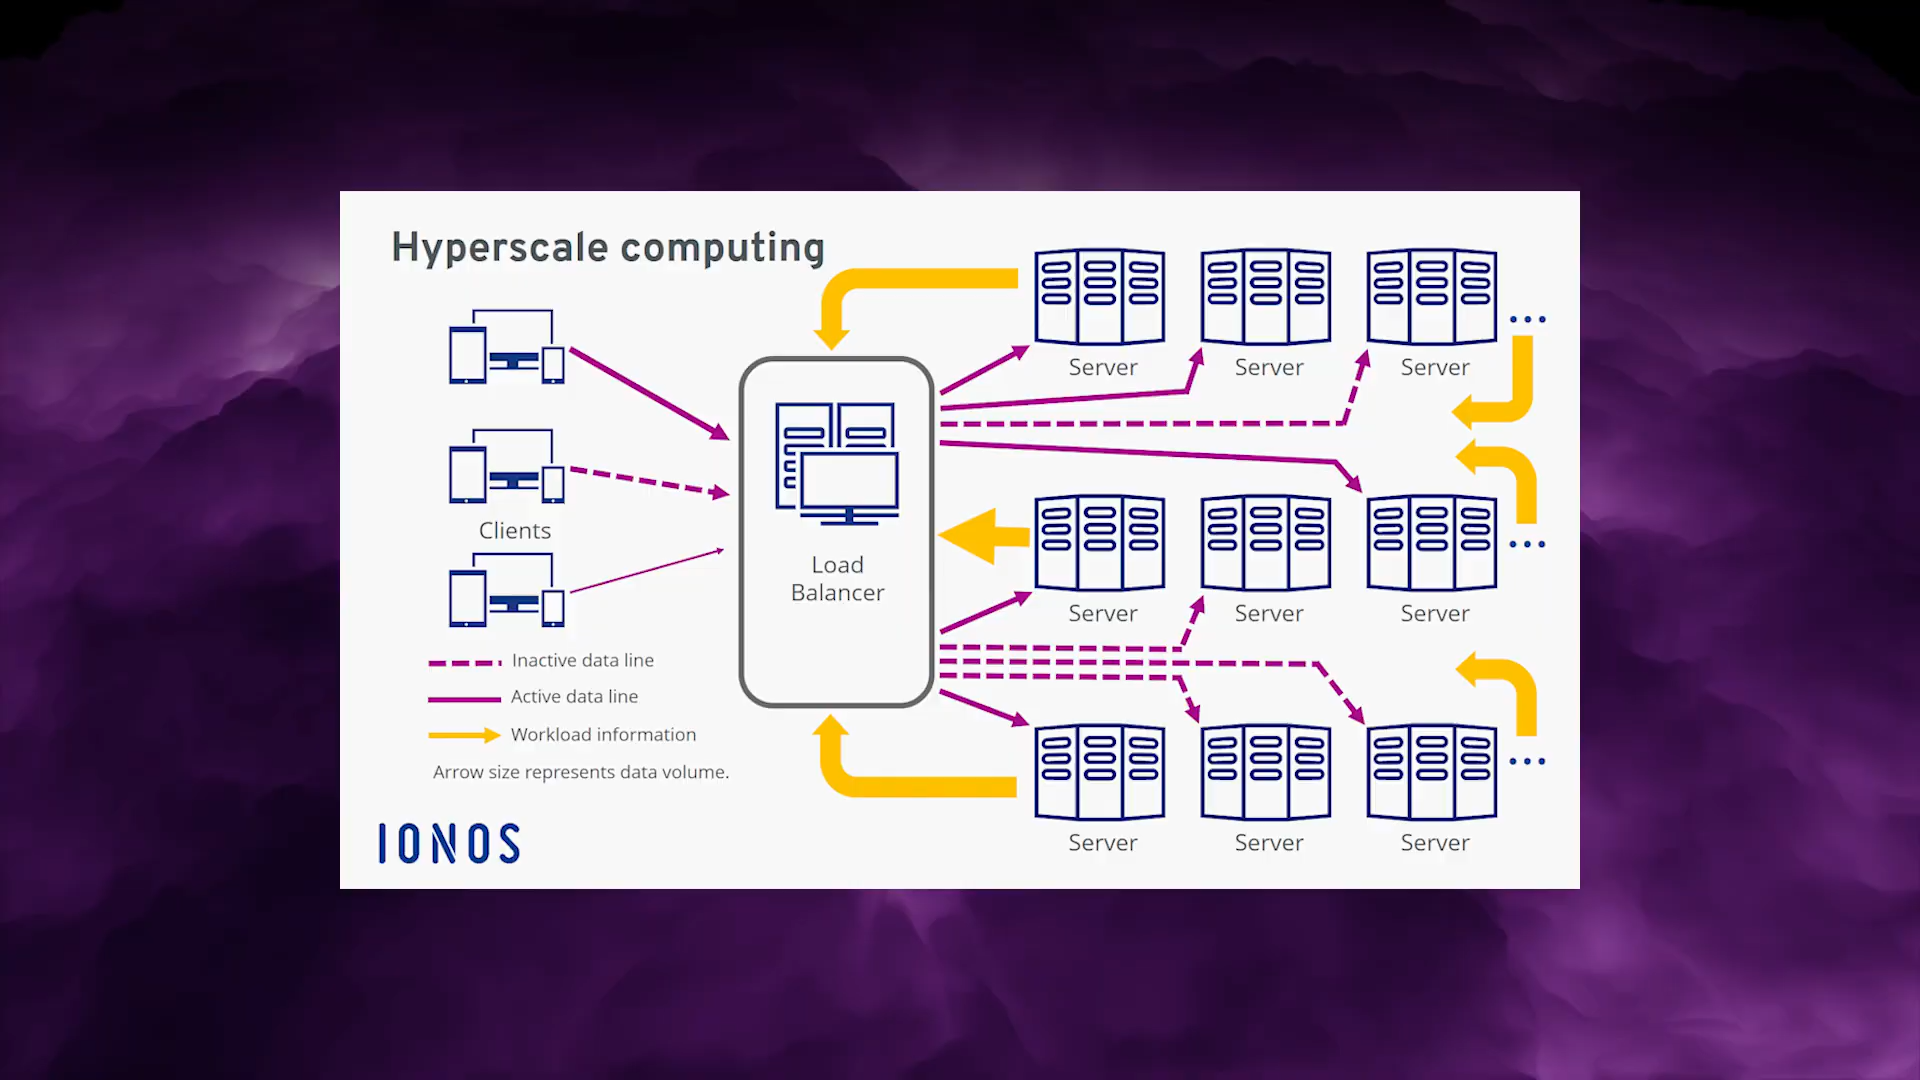 Hyperscale computing
Server
Server
Server
Clients
Load
Balancer
Server
Server
Server
Inactive data line
Active data line
Workload information
Arrow size represents data volume.
Server
Server
Server
IONOS